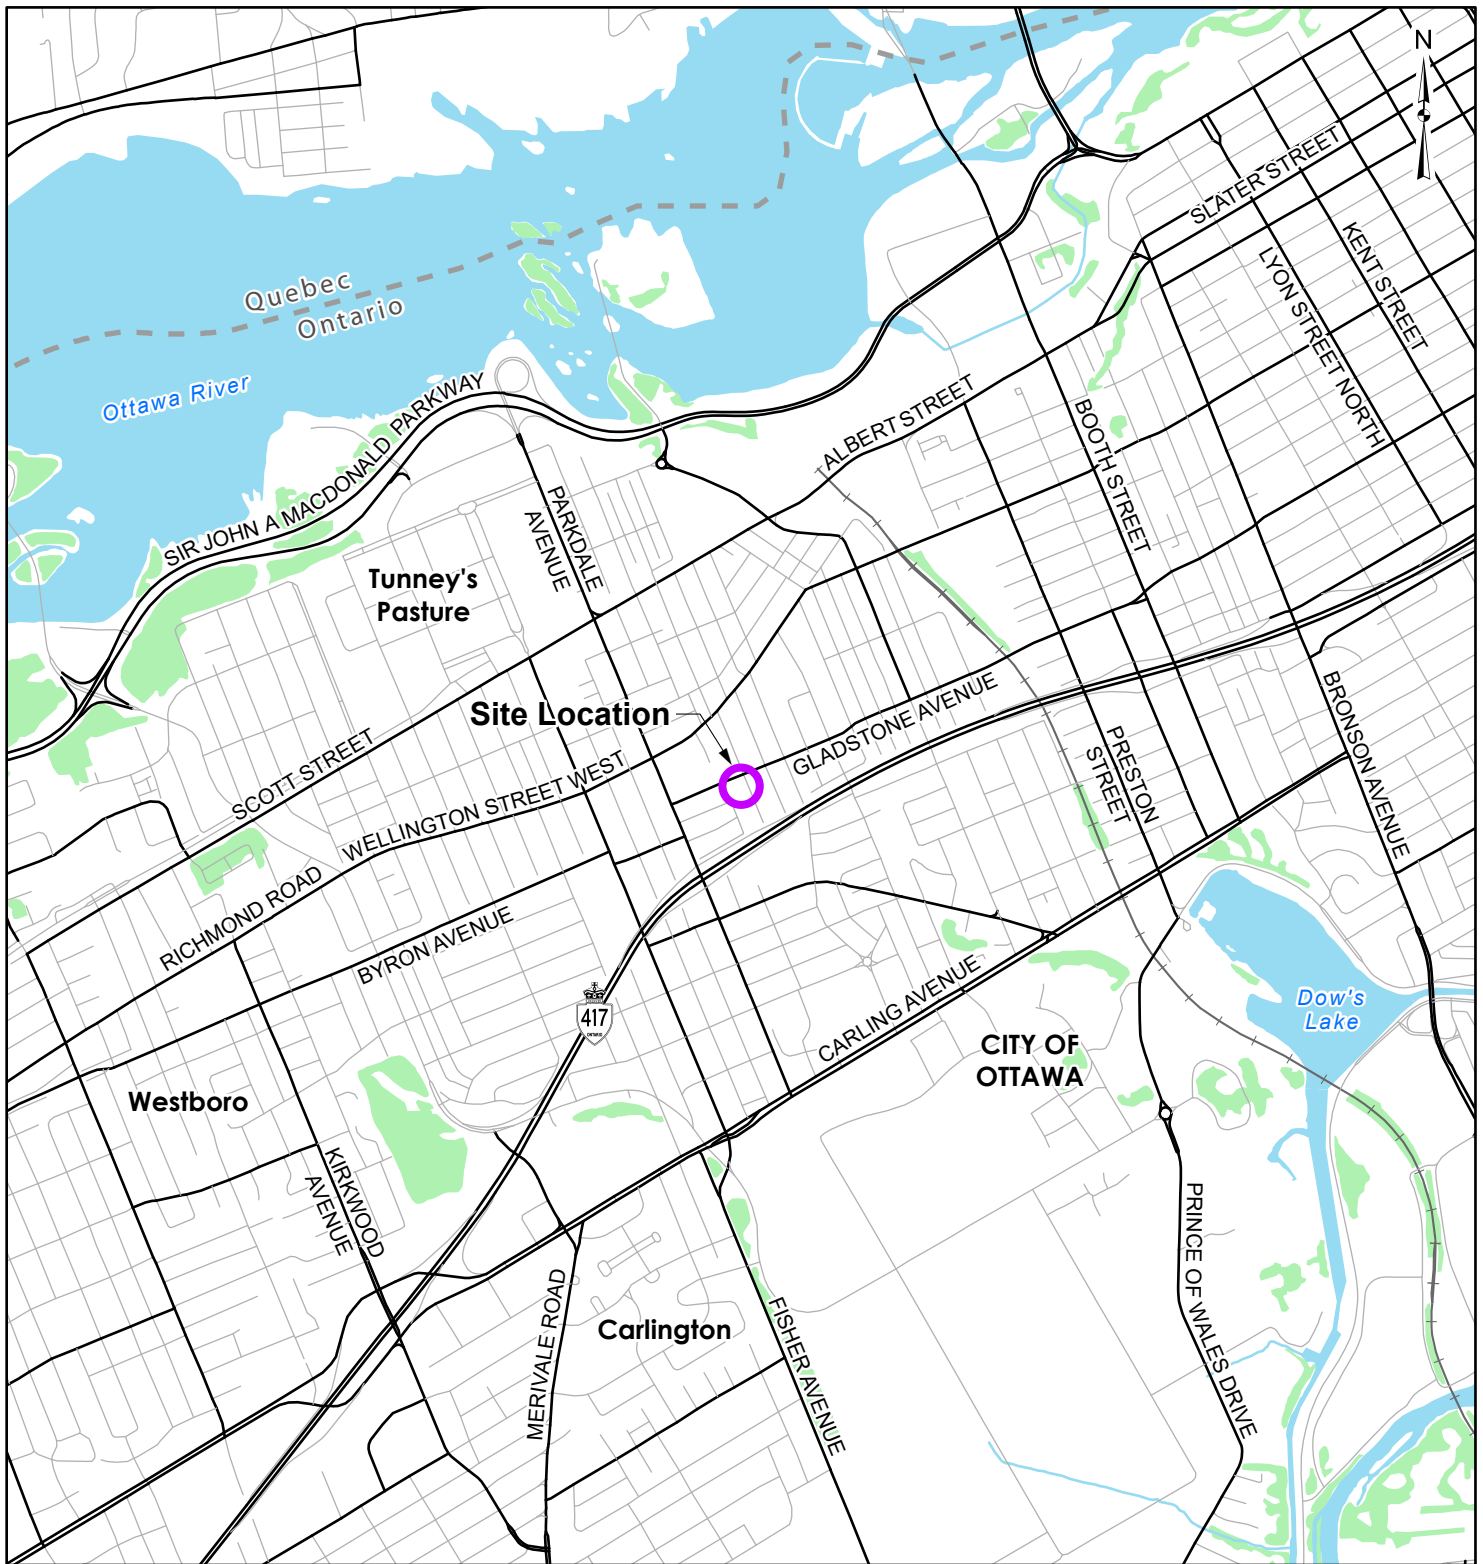 N
SLATER STREET
KENT STREET
LYON STREET NORTH
Quebec
Ontario
Ottawa River
SIR JOHN A MACDONALD PARKWAY
ALBERT STREET
BOOTH STREET
PARKDALE
AVENUE
Tunney's
Pasture
Site Location
GLADSTONE AVENUE
BRONSON AVENUE
PRESTON
STREET
SCOTT STREET
WELLINGTON STREET WEST
RICHMOND ROAD
BYRON AVENUE
417
ONTARIO
CARLING AVENUE
Dow's
Lake
CITY OF
OTTAWA
Westboro
KIRKWOOD
AVENUE
PRINCE OF WALES DRIVE
MERIVALE ROAD
Carlington
FISHER AVENUE